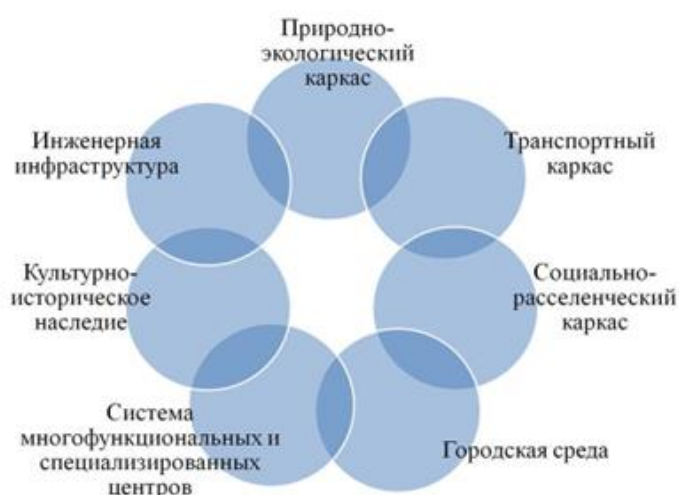 Природно-
экологический
каркас
Транспортный
каркас
Социально-
расселенческий
каркас
Городская среда
Система
многофункциональных и
специализированных
центров
Культурно-
историческое
наследие
Инженерная
инфраструктура